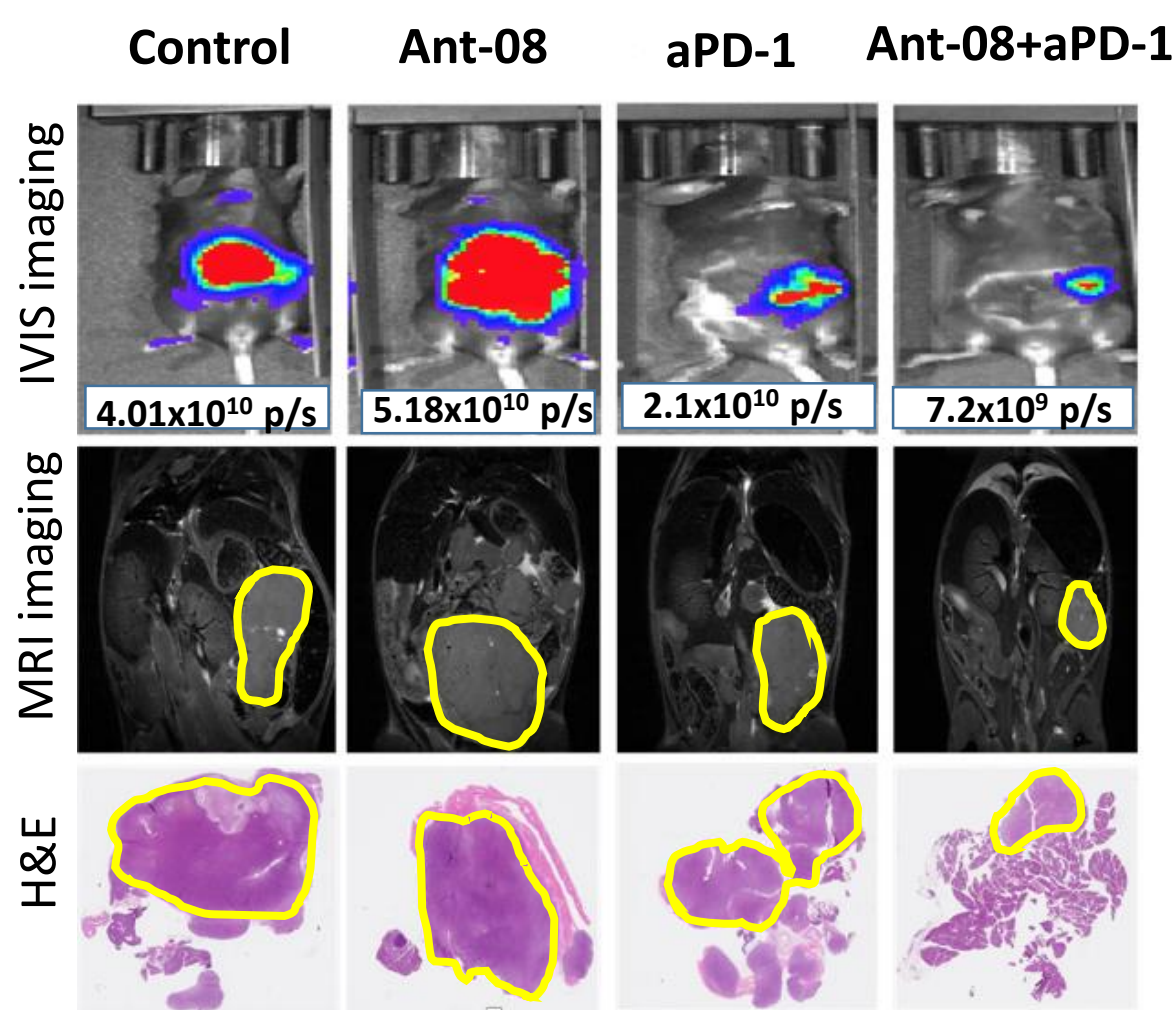 Control Ant-08 aPD-1 Ant-08+aPD-1
IVIS imaging
4.01x10¹⁰ p/s 5.18x10¹⁰ p/s 2.1x10¹⁰ p/s 7.2x10⁹ p/s
MRI imaging
H&E